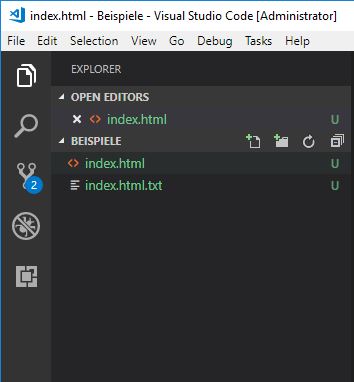 index.html - Beispiele - Visual Studio Code [Administrator]
File Edit Selection View Go Debug Tasks Help
EXPLORER
OPEN EDITORS
index.html U
BEISPIELE
index.html U
2
index.html.txt U